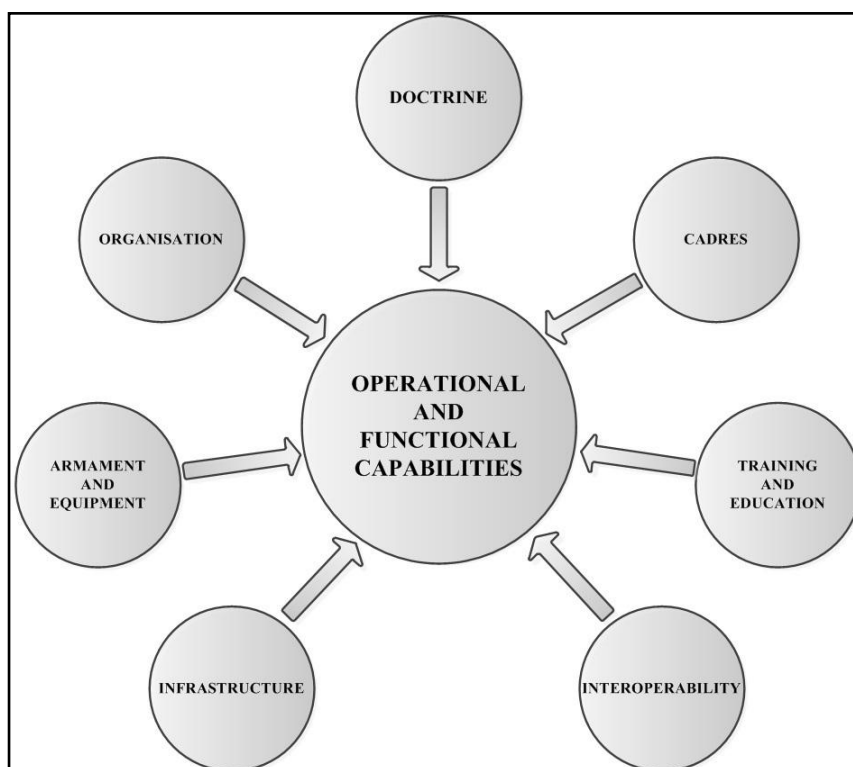 DOCTRINE
ORGANISATION
CADRES
OPERATIONAL
AND
FUNCTIONAL
CAPABILITIES
ARMAMENT
AND
EQUIPMENT
TRAINING
AND
EDUCATION
INFRASTRUCTURE
INTEROPERABILITY